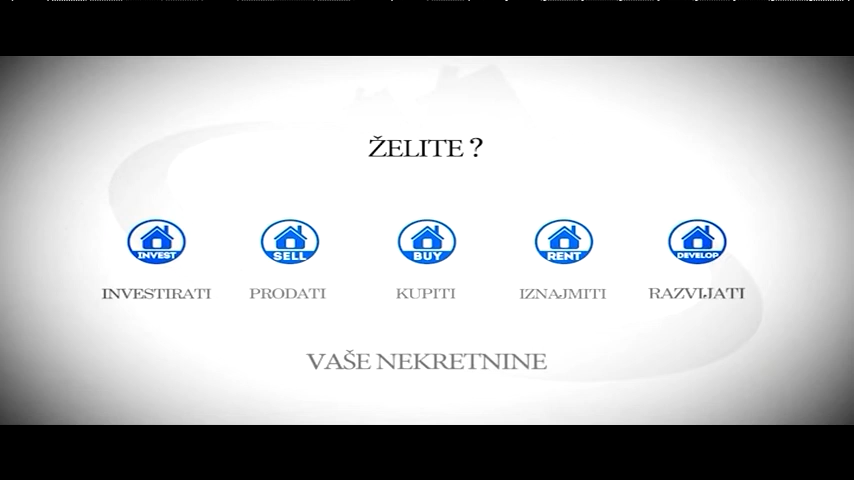 ŽELITE ?
INVEST SELL BUY RENT DEVELOP
INVESTIRATI PRODATI KUPITI IZNAJMITI RAZVIJATI
VAŠE NEKRETNINE